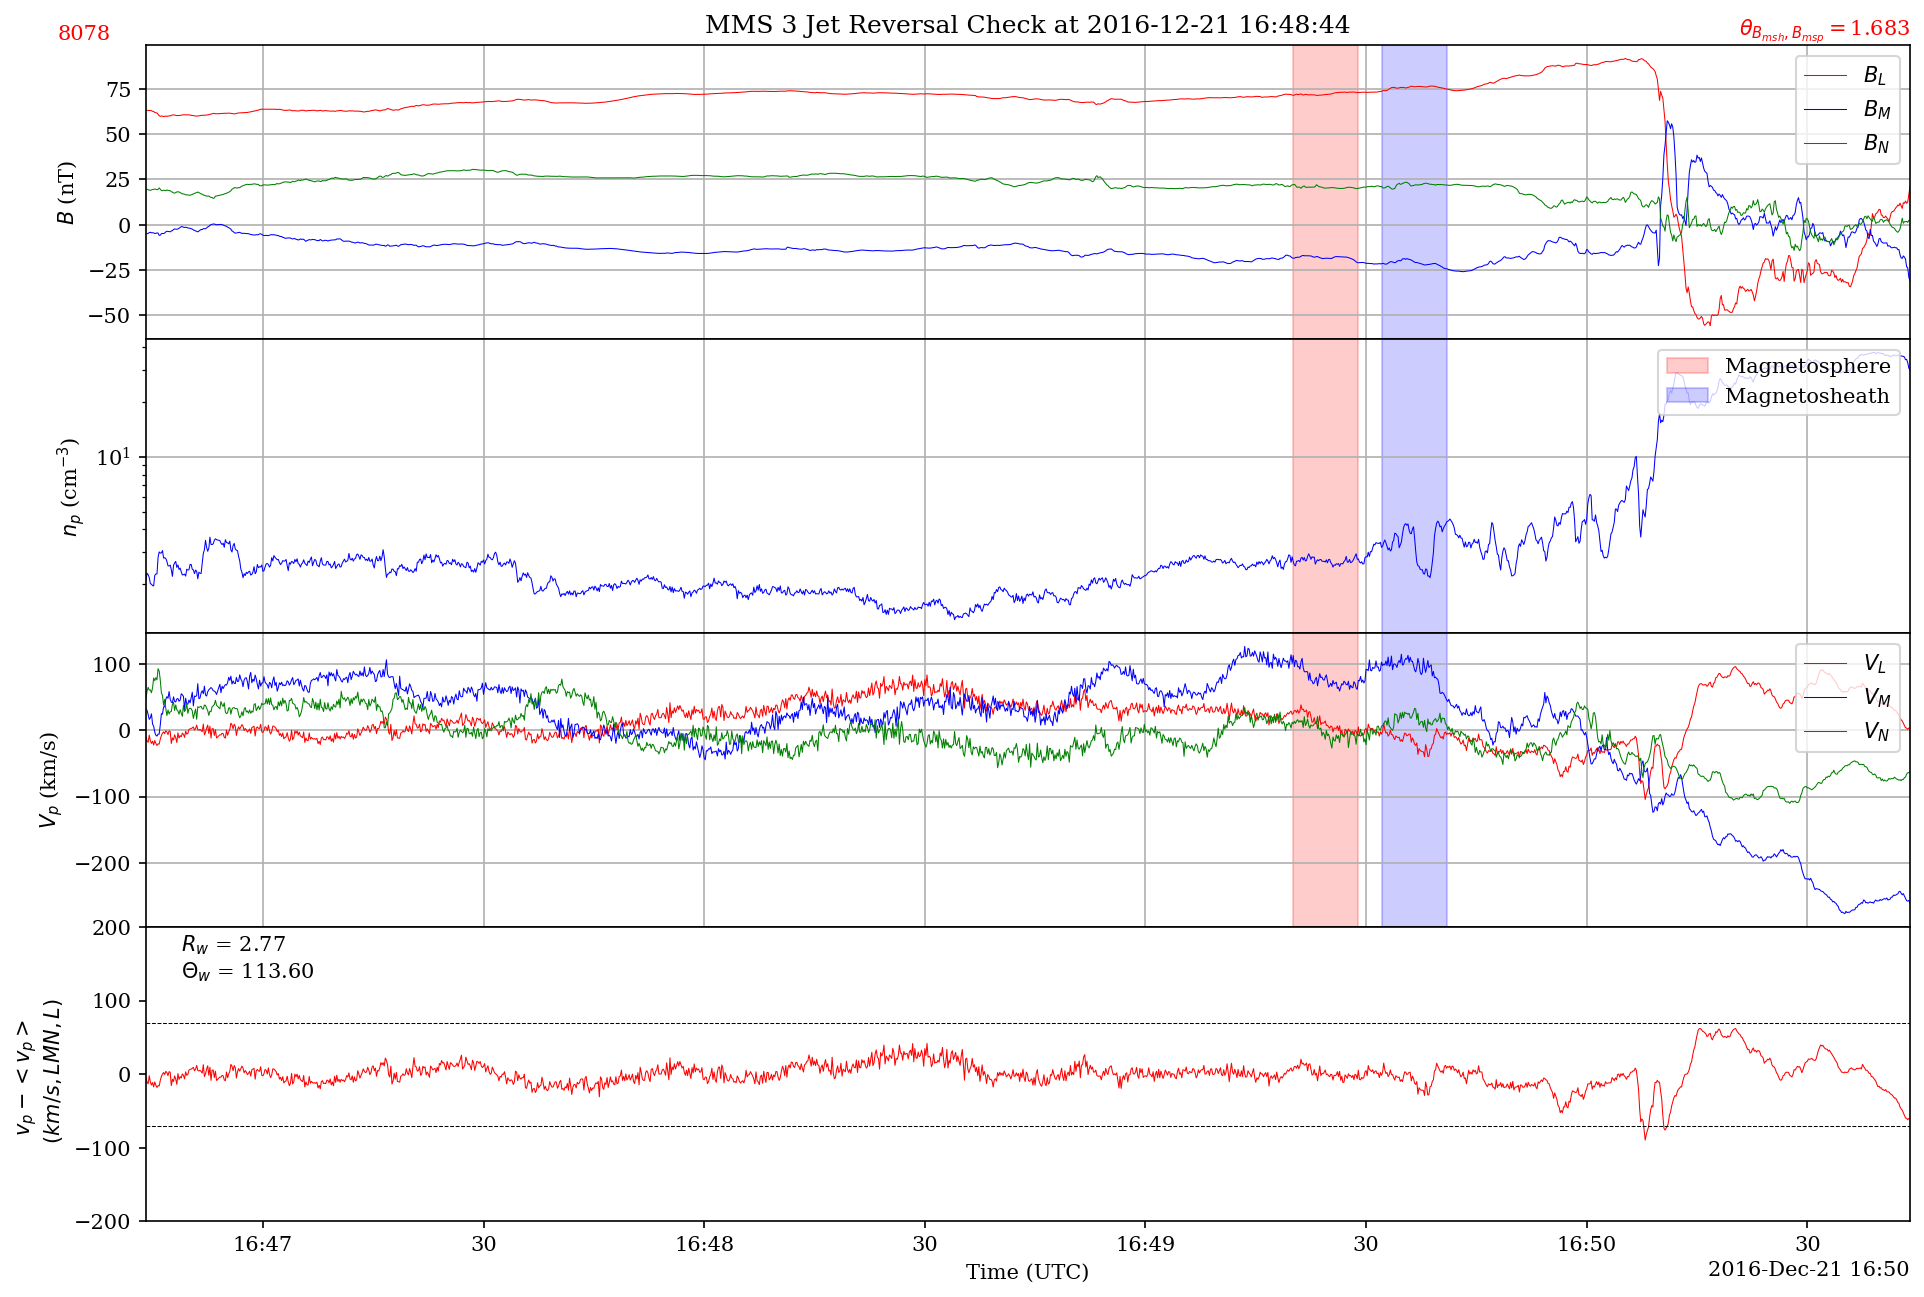 MMS 3 Jet Reversal Check at 2016-12-21 16:48:44
8078
θ_{B_{msh}, B_{msp}} = 1.683
75
50
25
0
−25
−50
B (nT)
B_L
B_M
B_N
10^1
n_p (cm^{−3})
Magnetosphere
Magnetosheath
100
0
−100
−200
V_p (km/s)
V_L
V_M
V_N
200
100
0
−100
−200
v_p − < v_p >
(km/s, LMN, L)
R_w = 2.77
Θ_w = 113.60
16:47 30 16:48 30 16:49 30 16:50 30
Time (UTC)
2016-Dec-21 16:50